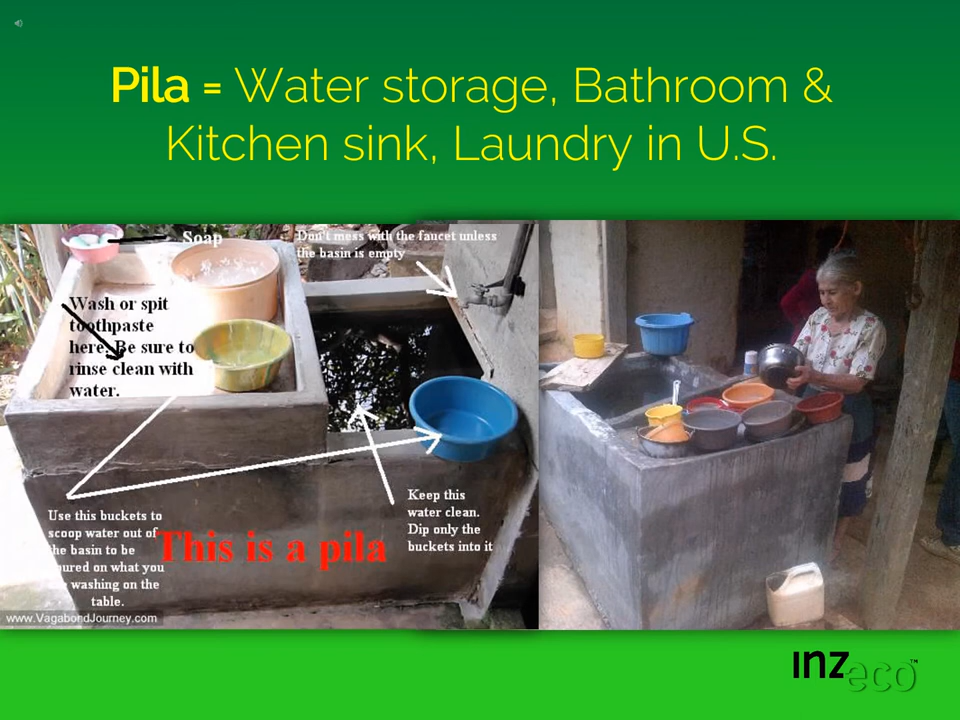 Pila = Water storage, Bathroom &
Kitchen sink, Laundry in U.S.
Soap
Don't mess with the faucet unless
the basin is empty
Wash or spit
toothpaste
here. Be sure to
rinse clean with
water.
Use this buckets to
scoop water out of
the basin to be
poured on what you
washing on the
table.
This is a pila
Keep this
water clean.
Dip only the
buckets into it
www.VagabondJourney.com
ınz
eco™